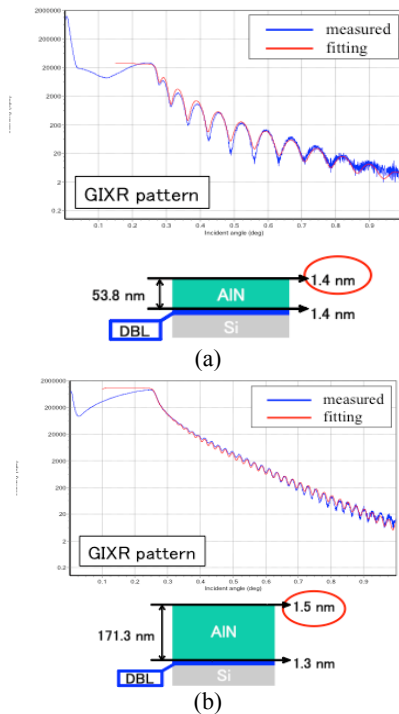 2000000
200000
20000
2000
200
20
2
0.2
measured
fitting
GIXR pattern
0.1 0.2 0.3 0.4 0.5 0.6 0.7 0.8 0.9
Incident angle (deg)
53.8 nm
1.4 nm
AlN
1.4 nm
DBL
Si
(a)
2000000
200000
20000
2000
200
20
2
0.2
measured
fitting
GIXR pattern
0.1 0.2 0.3 0.4 0.5 0.6 0.7 0.8 0.9
Incident angle (deg)
171.3 nm
1.5 nm
AlN
1.3 nm
DBL
Si
(b)